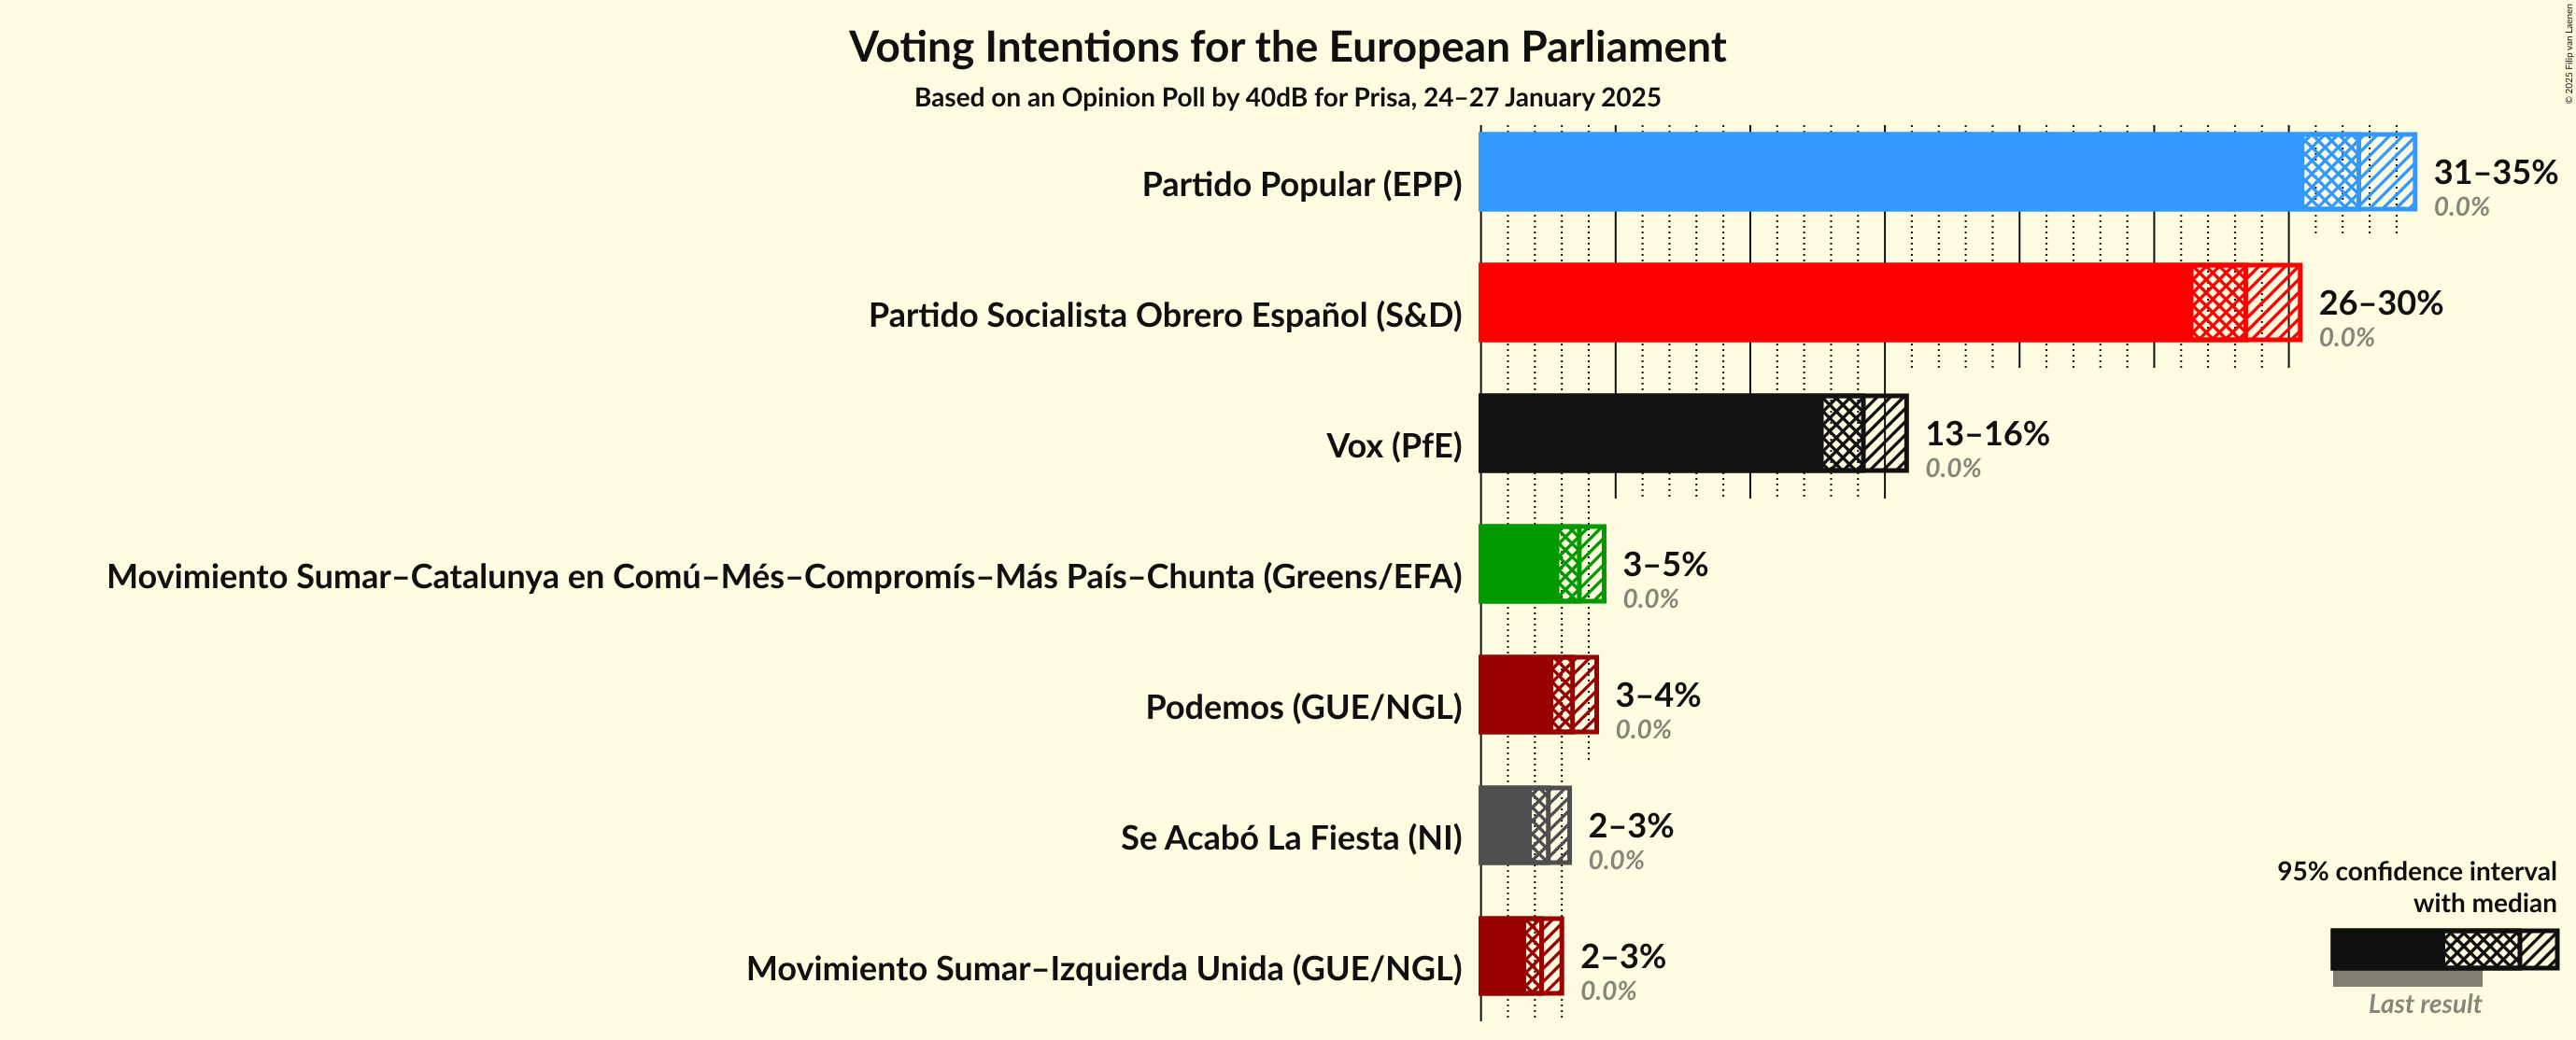 Voting Intentions for the European Parliament
Based on an Opinion Poll by 40dB for Prisa, 24–27 January 2025
© 2025 Filip van Laenen
Partido Popular (EPP)
31–35%
0.0%
Partido Socialista Obrero Español (S&D)
26–30%
0.0%
Vox (PfE)
13–16%
0.0%
Movimiento Sumar–Catalunya en Comú–Més–Compromís–Más País–Chunta (Greens/EFA)
3–5%
0.0%
Podemos (GUE/NGL)
3–4%
0.0%
Se Acabó La Fiesta (NI)
2–3%
0.0%
Movimiento Sumar–Izquierda Unida (GUE/NGL)
2–3%
0.0%
95% confidence interval
with median
Last result